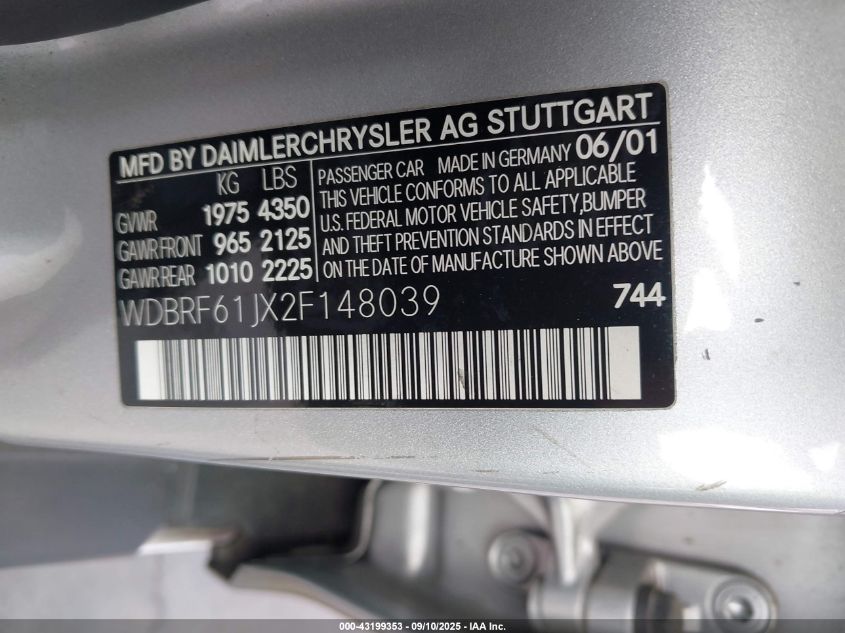 MFD BY DAIMLERCHRYSLER AG STUTTGART
KG LBS
GVWR 1975 4350
GAWR FRONT 965 2125
GAWR REAR 1010 2225
PASSENGER CAR MADE IN GERMANY 06/01
THIS VEHICLE CONFORMS TO ALL APPLICABLE
U.S. FEDERAL MOTOR VEHICLE SAFETY,BUMPER
AND THEFT PREVENTION STANDARDS IN EFFECT
ON THE DATE OF MANUFACTURE SHOWN ABOVE
WDBRF61JX2F148039
744
000-43199353 - 09/10/2025 - IAA Inc.